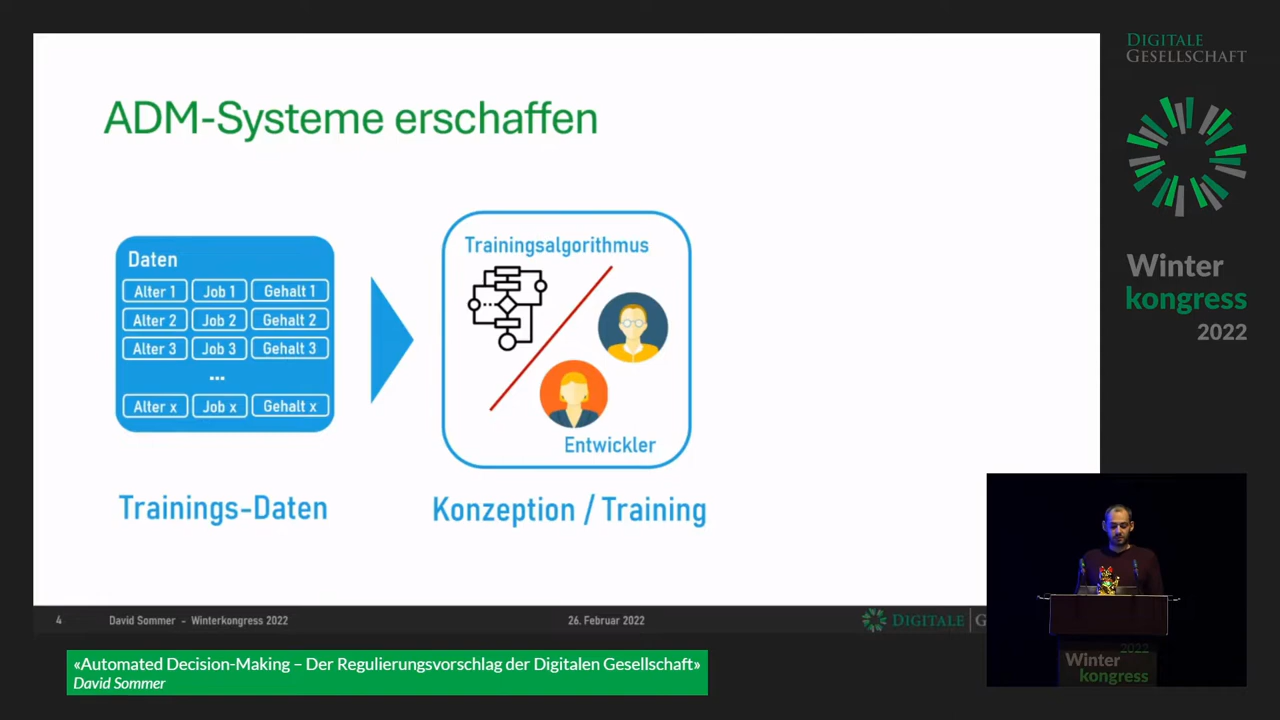 ADM-Systeme erschaffen
Daten
Alter 1 Job 1 Gehalt 1
Alter 2 Job 2 Gehalt 2
Alter 3 Job 3 Gehalt 3
...
Alter x Job x Gehalt x
Trainings-Daten
Trainingsalgorithmus
Entwickler
Konzeption / Training
4 David Sommer - Winterkongress 2022 26. Februar 2022 DIGITALE | G
«Automated Decision-Making – Der Regulierungsvorschlag der Digitalen Gesellschaft»
David Sommer
DIGITALE
GESELLSCHAFT
Winter
kongress
2022
2022
Winter
kongress